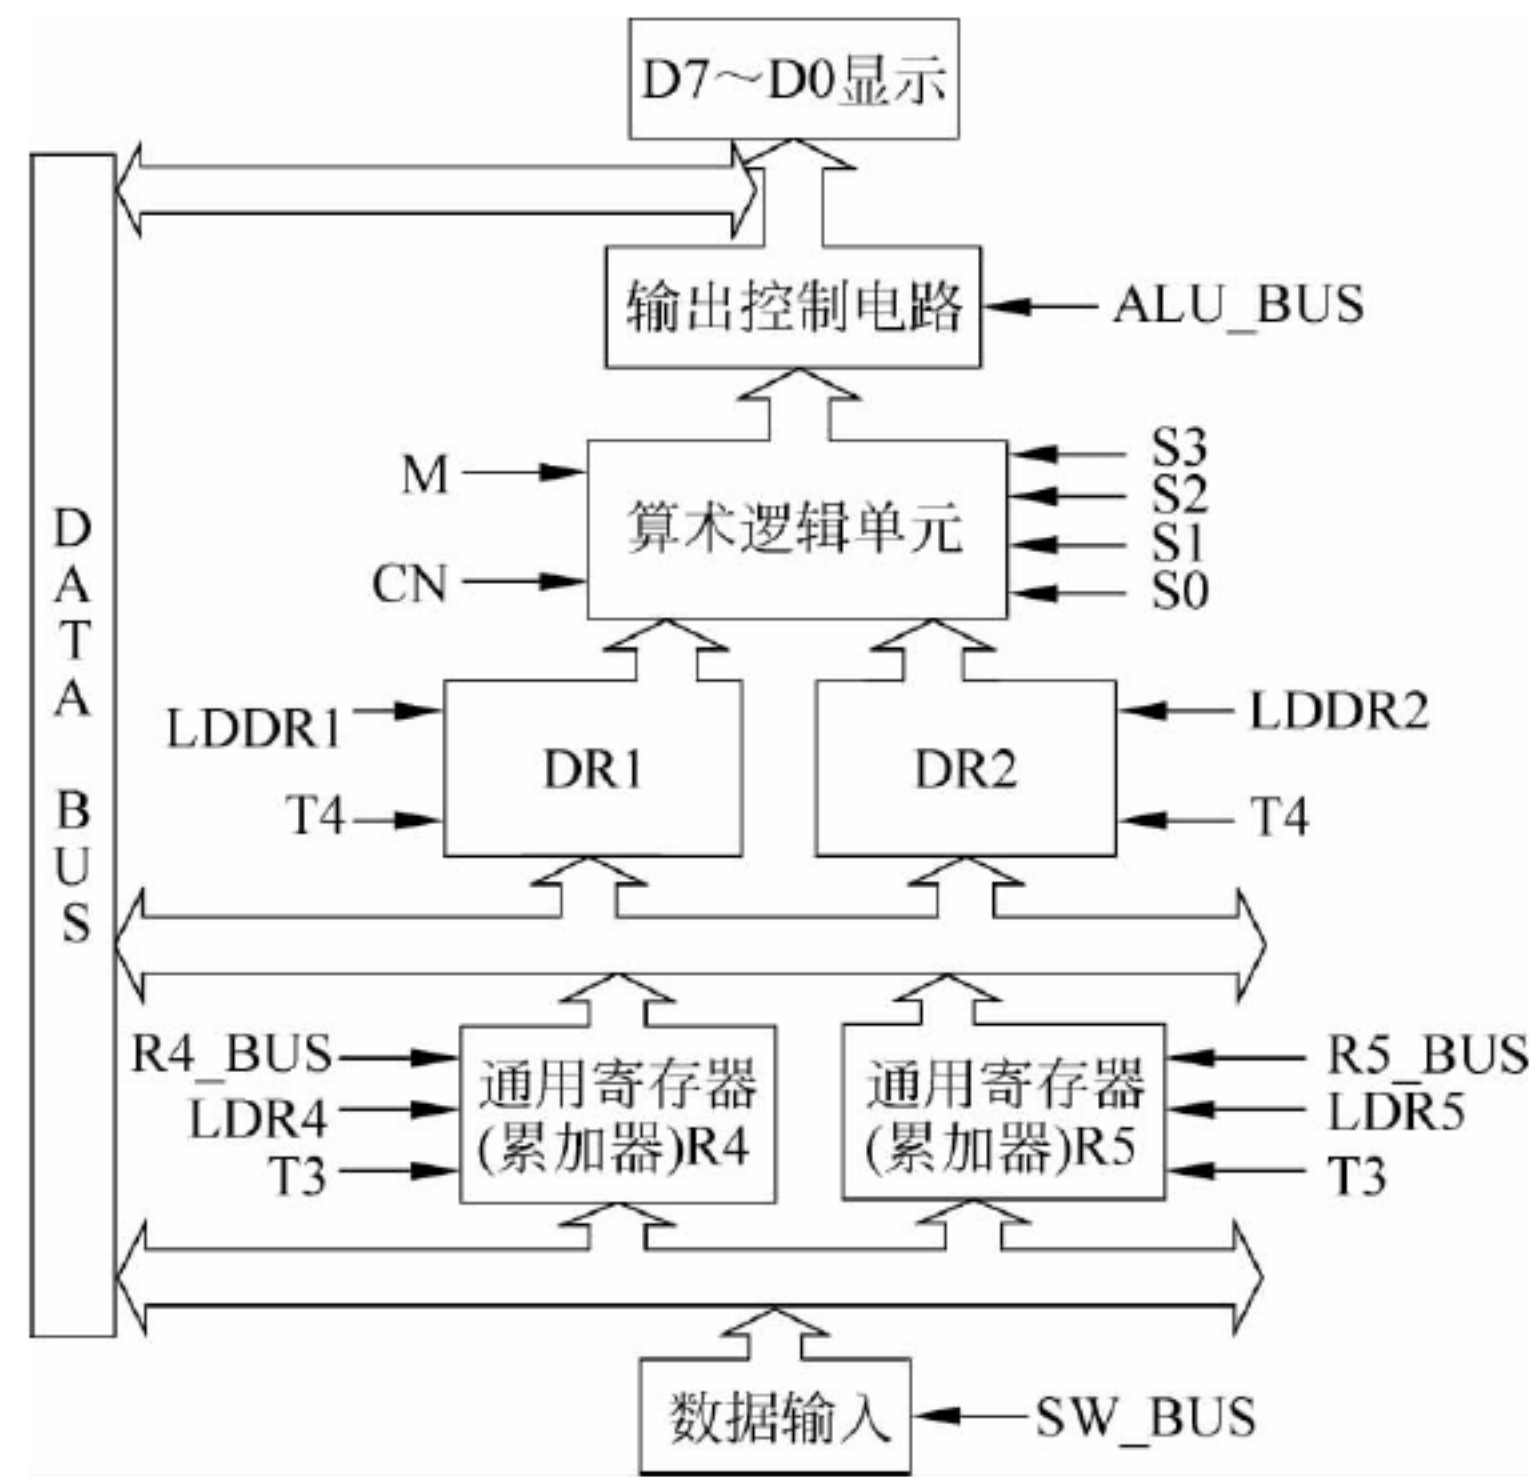 D7～D0显示
输出控制电路
ALU_BUS
M
CN
算术逻辑单元
S3
S2
S1
S0
DATA BUS
LDDR1
T4
DR1
DR2
LDDR2
T4
R4_BUS
LDR4
T3
通用寄存器
(累加器)R4
通用寄存器
(累加器)R5
R5_BUS
LDR5
T3
数据输入
SW_BUS